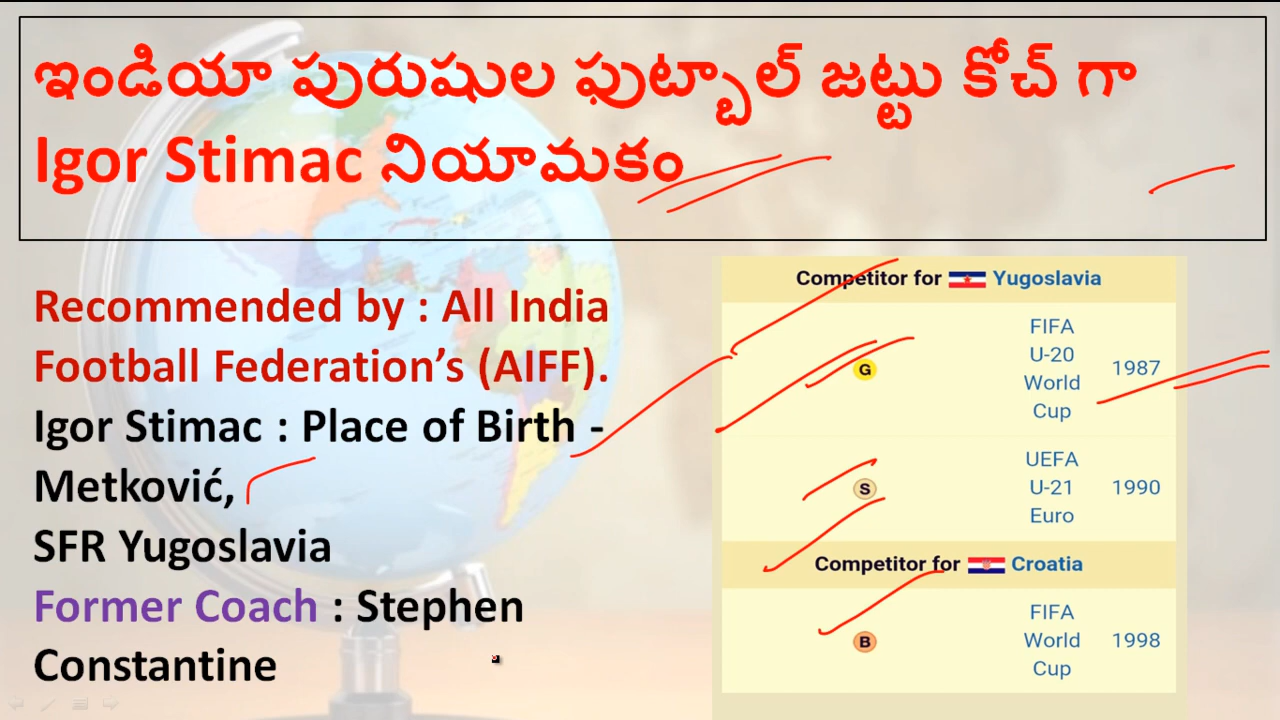 ఇండియా పురుషుల ఫుట్బాల్ జట్టు కోచ్ గా
Igor Stimac నియామకం
Recommended by : All India
Football Federation’s (AIFF).
Igor Stimac : Place of Birth -
Metković,
SFR Yugoslavia
Former Coach : Stephen
Constantine
Competitor for Yugoslavia
G
FIFA
U-20
World
Cup
1987
S
UEFA
U-21
Euro
1990
Competitor for Croatia
B
FIFA
World
Cup
1998